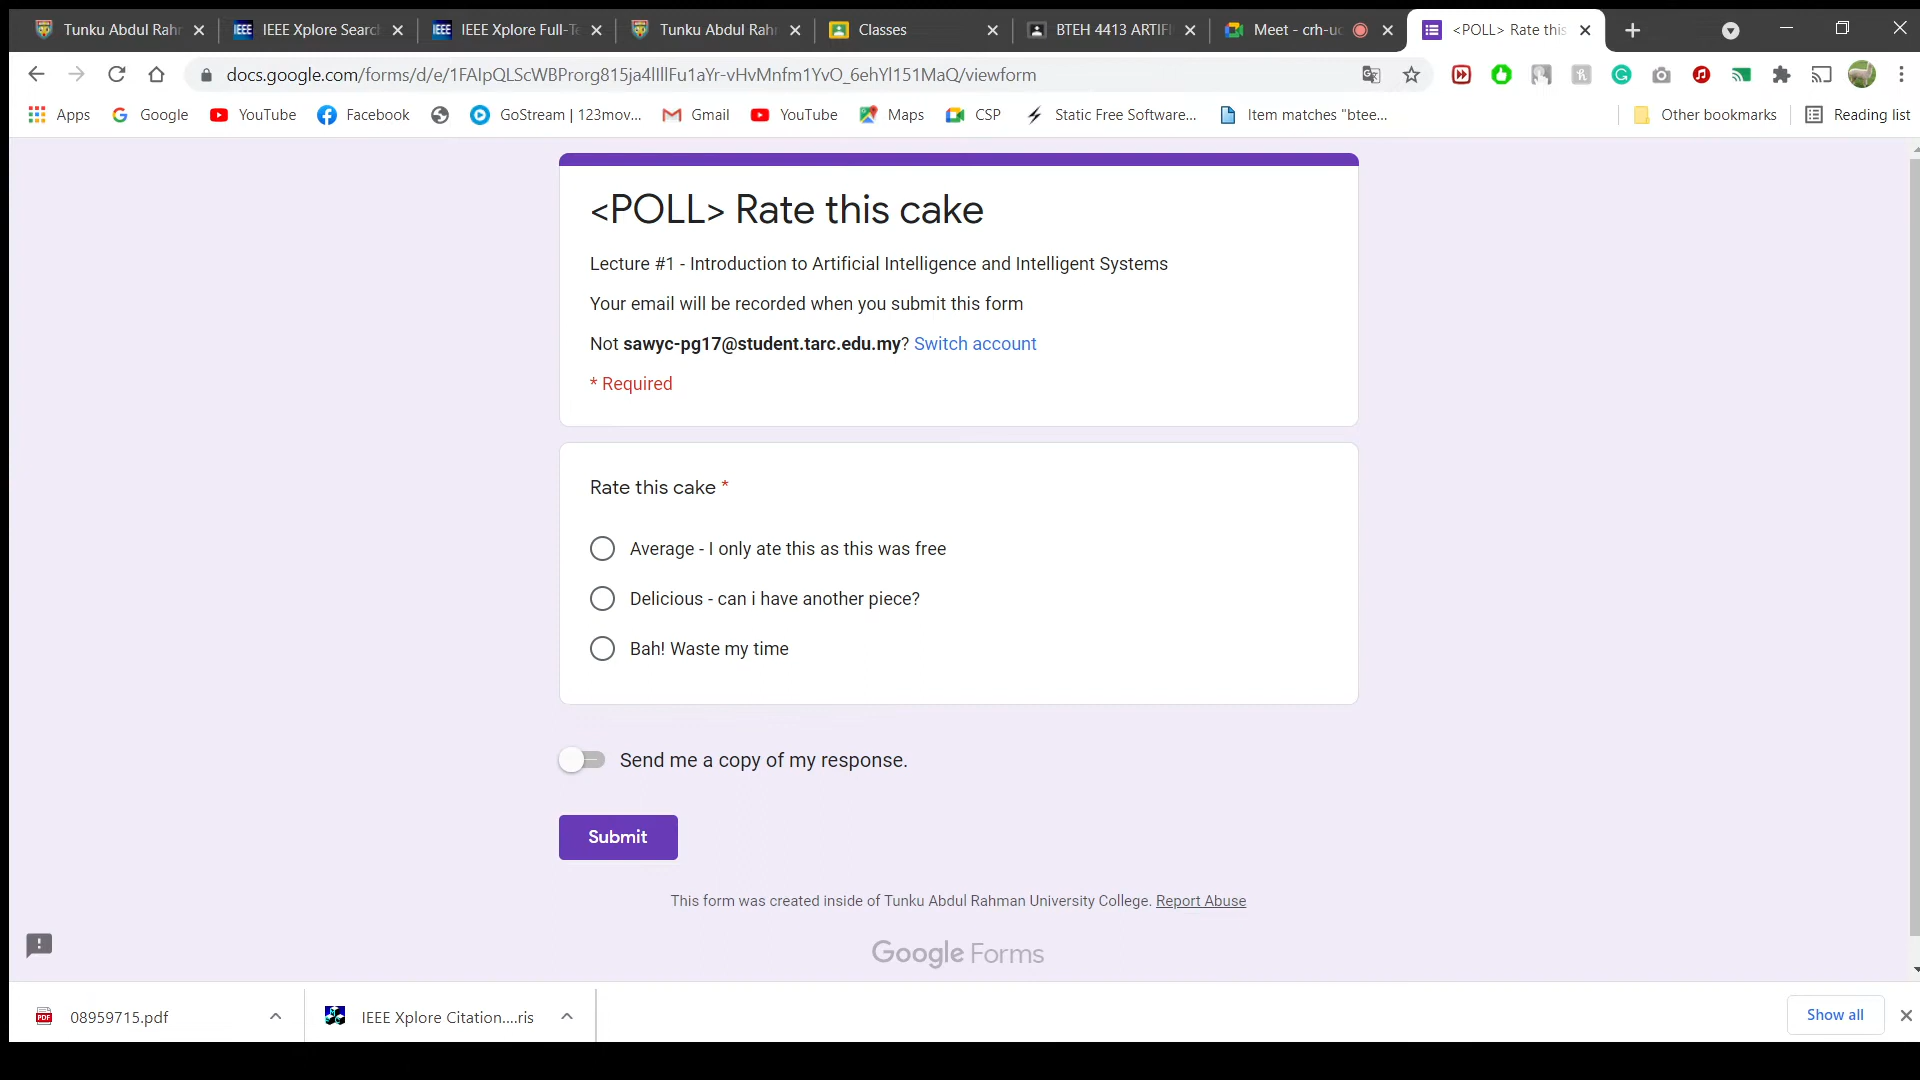 Tunku Abdul Rahm
IEEE Xplore Search
IEEE Xplore Full-Te
Tunku Abdul Rahm
Classes
BTEH 4413 ARTIFI
Meet - crh-uc
<POLL> Rate this
docs.google.com/forms/d/e/1FAIpQLScWBProrg815ja4lIllFu1aYr-vHvMnfm1YvO_6ehYl151MaQ/viewform
Apps
Google
YouTube
Facebook
GoStream | 123mov...
Gmail
YouTube
Maps
CSP
Static Free Software...
Item matches "btee...
Other bookmarks
Reading list
<POLL> Rate this cake
Lecture #1 - Introduction to Artificial Intelligence and Intelligent Systems
Your email will be recorded when you submit this form
Not sawyc-pg17@student.tarc.edu.my? Switch account
* Required
Rate this cake *
Average - I only ate this as this was free
Delicious - can i have another piece?
Bah! Waste my time
Send me a copy of my response.
Submit
This form was created inside of Tunku Abdul Rahman University College. Report Abuse
Google Forms
08959715.pdf
IEEE Xplore Citation....ris
Show all